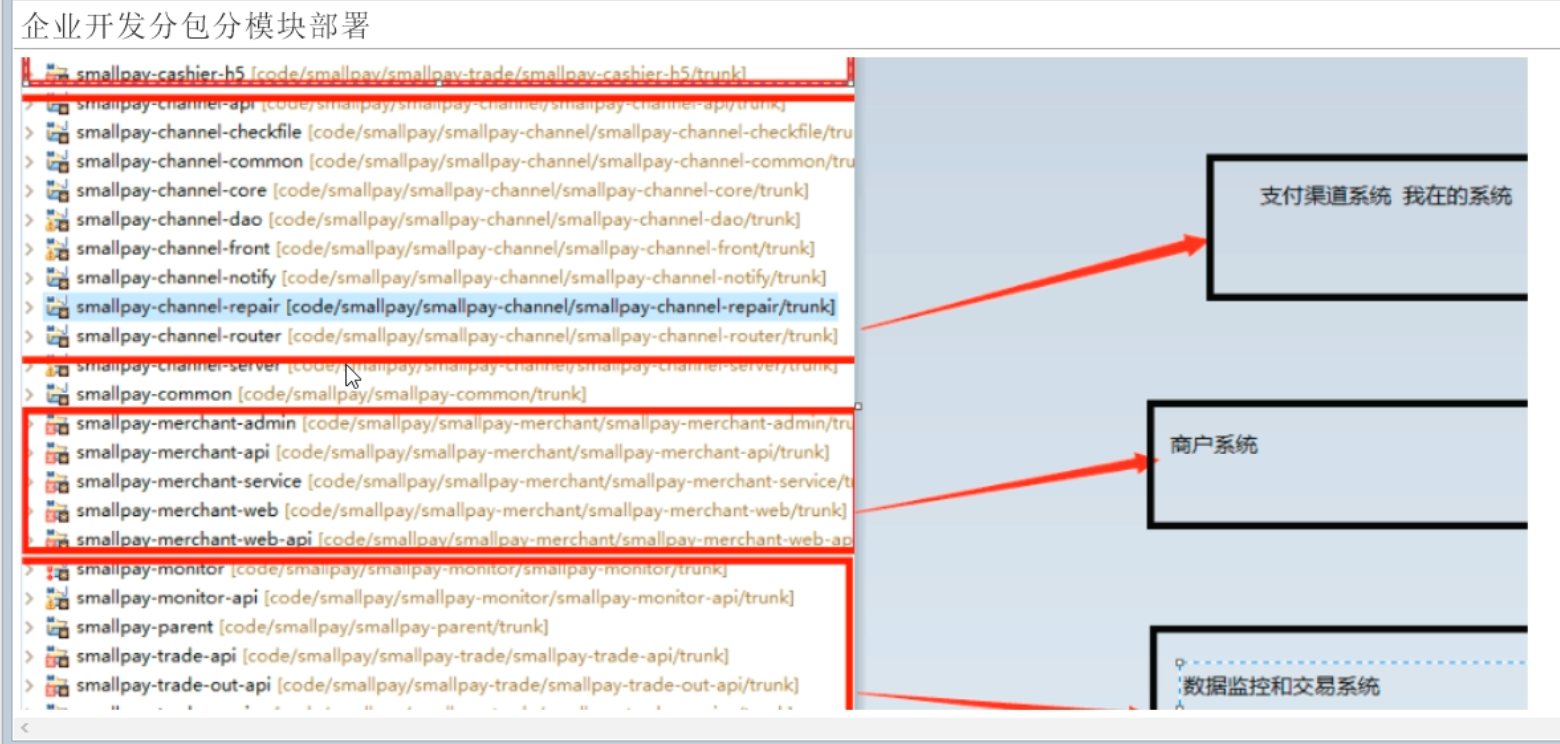 企业开发分包分模块部署
smallpay-cashier-h5 [code/smallpay/smallpay-trade/smallpay-cashier-h5/trunk]
smallpay-channel-api [code/smallpay/smallpay-channel/smallpay-channel-api/trunk]
smallpay-channel-checkfile [code/smallpay/smallpay-channel/smallpay-channel-checkfile/tru
smallpay-channel-common [code/smallpay/smallpay-channel/smallpay-channel-common/tru
smallpay-channel-core [code/smallpay/smallpay-channel/smallpay-channel-core/trunk]
smallpay-channel-dao [code/smallpay/smallpay-channel/smallpay-channel-dao/trunk]
smallpay-channel-front [code/smallpay/smallpay-channel/smallpay-channel-front/trunk]
smallpay-channel-notify [code/smallpay/smallpay-channel/smallpay-channel-notify/trunk]
smallpay-channel-repair [code/smallpay/smallpay-channel/smallpay-channel-repair/trunk]
smallpay-channel-router [code/smallpay/smallpay-channel/smallpay-channel-router/trunk]
smallpay-channel-server [code/smallpay/smallpay-channel/smallpay-channel-server/trunk]
smallpay-common [code/smallpay/smallpay-common/trunk]
smallpay-merchant-admin [code/smallpay/smallpay-merchant/smallpay-merchant-admin/tru
smallpay-merchant-api [code/smallpay/smallpay-merchant/smallpay-merchant-api/trunk]
smallpay-merchant-service [code/smallpay/smallpay-merchant/smallpay-merchant-service/t
smallpay-merchant-web [code/smallpay/smallpay-merchant/smallpay-merchant-web/trunk]
smallpay-merchant-web-api [code/smallpay/smallpay-merchant/smallpay-merchant-web-ap
smallpay-monitor [code/smallpay/smallpay-monitor/smallpay-monitor/trunk]
smallpay-monitor-api [code/smallpay/smallpay-monitor/smallpay-monitor-api/trunk]
smallpay-parent [code/smallpay/smallpay-parent/trunk]
smallpay-trade-api [code/smallpay/smallpay-trade/smallpay-trade-api/trunk]
smallpay-trade-out-api [code/smallpay/smallpay-trade/smallpay-trade-out-api/trunk]
支付渠道系统 我在的系统
商户系统
数据监控和交易系统